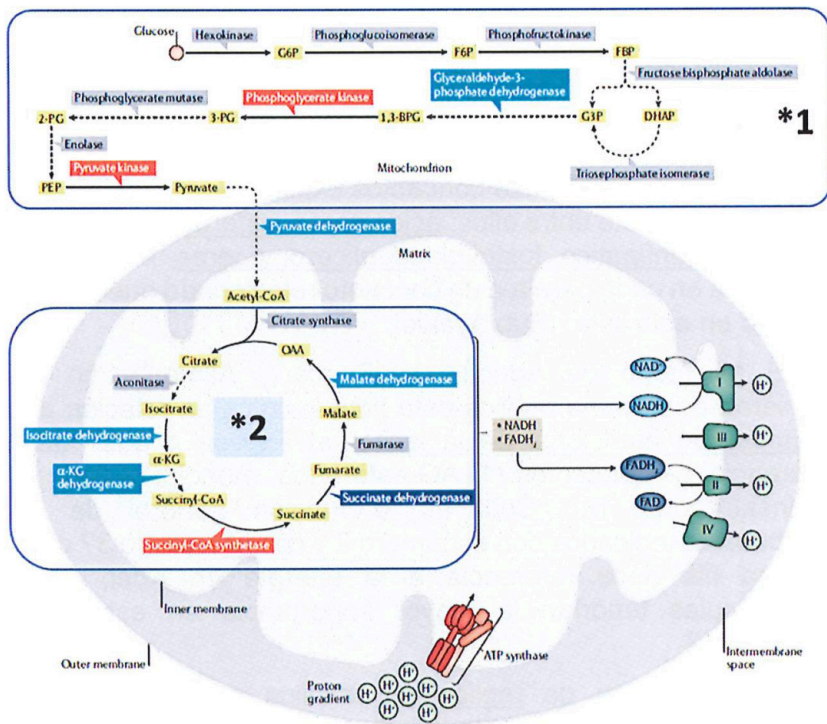 Glucose
Hexokinase
G6P
Phosphoglucoisomerase
F6P
Phosphofructokinase
FBP
Fructose bisphosphate aldolase
Glyceraldehyde-3-
phosphate dehydrogenase
Phosphoglycerate mutase
Phosphoglycerate kinase
2-PG
3-PG
1,3-BPG
G3P
DHAP
*1
Enolase
Pyruvate kinase
Mitochondrion
Triosephosphate isomerase
PEP
Pyruvate
Pyruvate dehydrogenase
Matrix
Acetyl-CoA
Citrate synthase
Citrate
OAA
Aconitase
Malate dehydrogenase
Isocitrate
Malate
*2
Isocitrate dehydrogenase
Fumarase
α-KG
α-KG
dehydrogenase
Fumarate
Succinyl-CoA
Succinate
Succinate dehydrogenase
Succinyl-CoA synthetase
• NADH
• FADH₂
NAD⁺
I
H⁺
NADH
III
H⁺
FADH₂
II
H⁺
FAD
IV
H⁺
Inner membrane
Outer membrane
ATP synthase
Proton
gradient
H⁺ H⁺ H⁺
H⁺ H⁺ H⁺ H⁺
H⁺ H⁺
Intermembrane
space